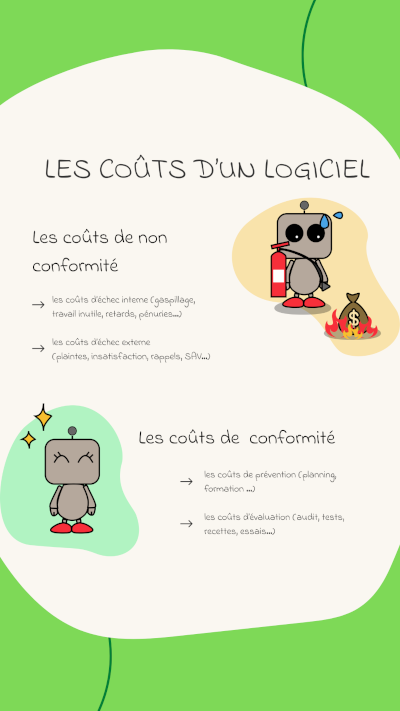 LES COÛTS D'UN LOGICIEL
Les coûts de non
conformité
→ les coûts d'échec interne (gaspillage,
travail inutile, retards, pénuries...)
→ les coûts d'échec externe
(plaintes, insatisfaction, rappels, SAV...)
$
Les coûts de conformité
→ les coûts de prévention (planning,
formation ...)
→ les coûts d'évaluation (audit, tests,
recettes, essais...)